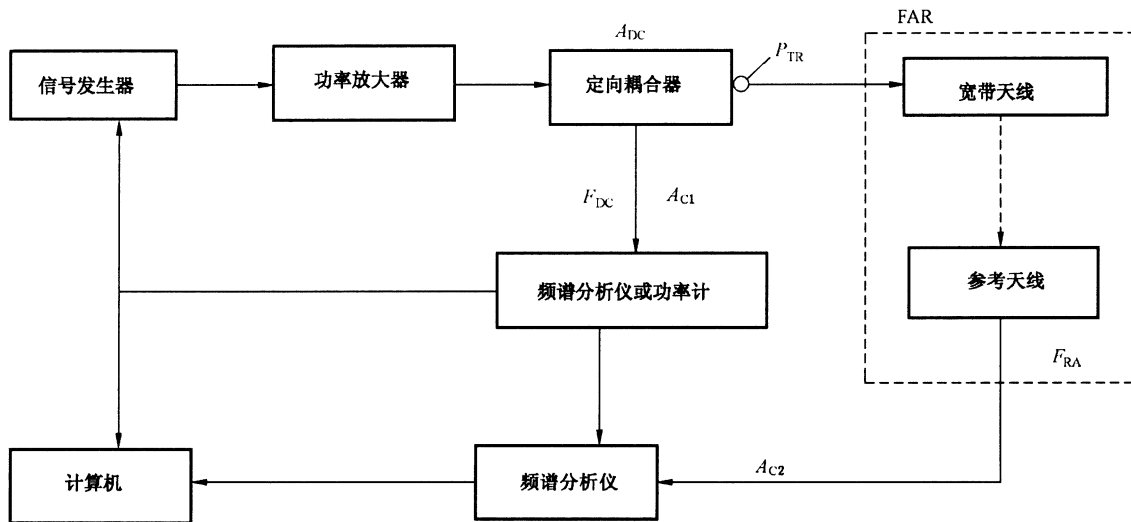 FAR
A_DC
P_TR
信号发生器
功率放大器
定向耦合器
宽带天线
F_DC
A_C1
频谱分析仪或功率计
参考天线
F_RA
A_C2
计算机
频谱分析仪